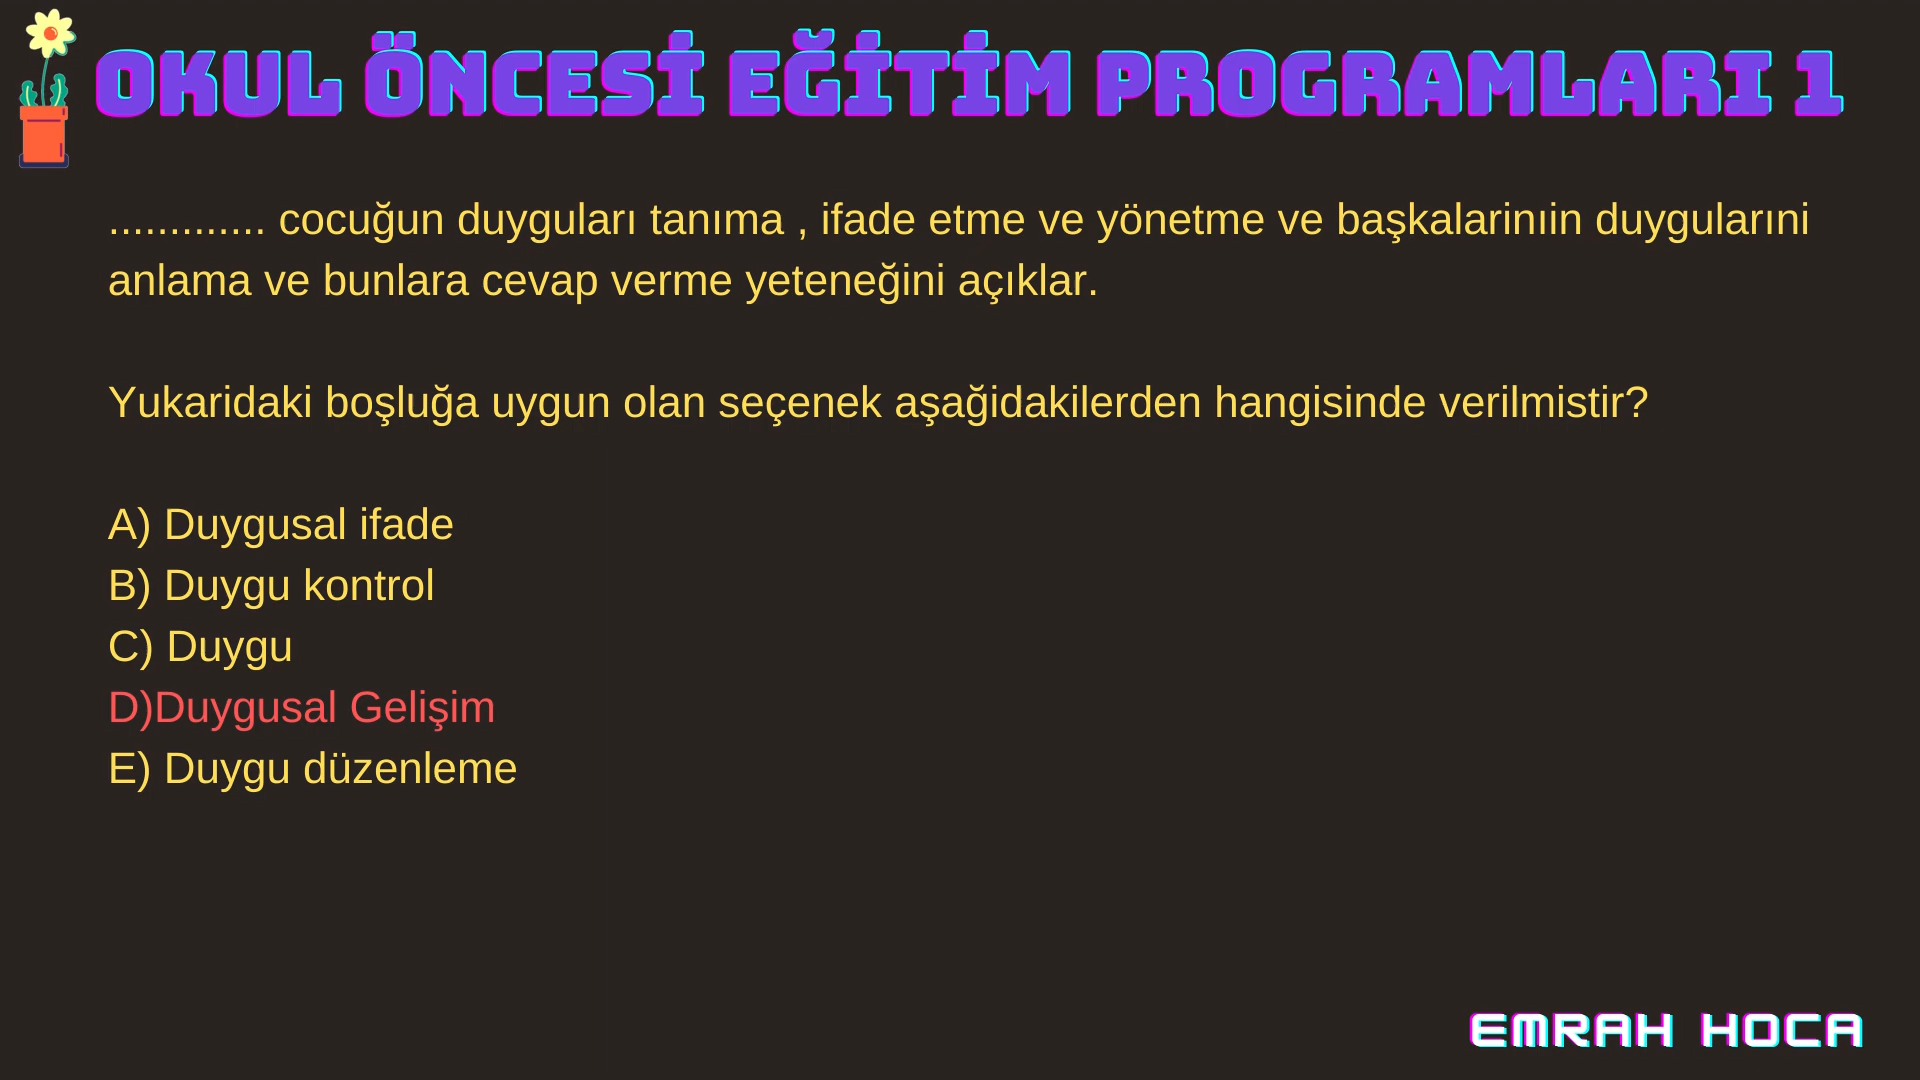 OKUL ÖNCESİ EĞİTİM PROGRAMLARI 1
............. cocuğun duyguları tanıma , ifade etme ve yönetme ve başkalarinıin duygularıni
anlama ve bunlara cevap verme yeteneğini açıklar.
Yukaridaki boşluğa uygun olan seçenek aşağidakilerden hangisinde verilmistir?
A) Duygusal ifade
B) Duygu kontrol
C) Duygu
D)Duygusal Gelişim
E) Duygu düzenleme
EMRAH HOCA